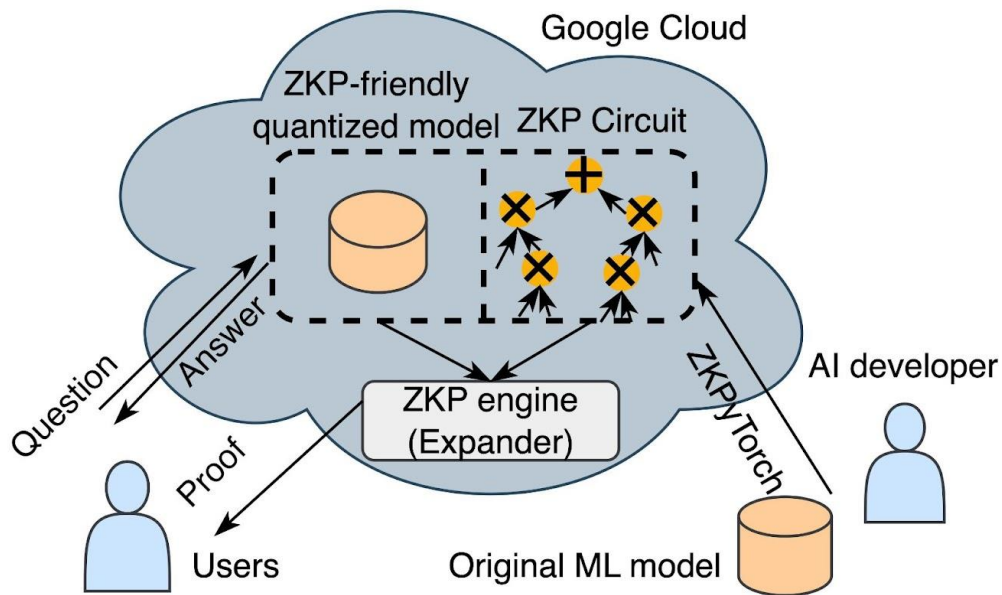 Google Cloud
ZKP-friendly
quantized model
ZKP Circuit
Question
Answer
ZKP engine
(Expander)
Proof
Users
ZKPyTorch
AI developer
Original ML model